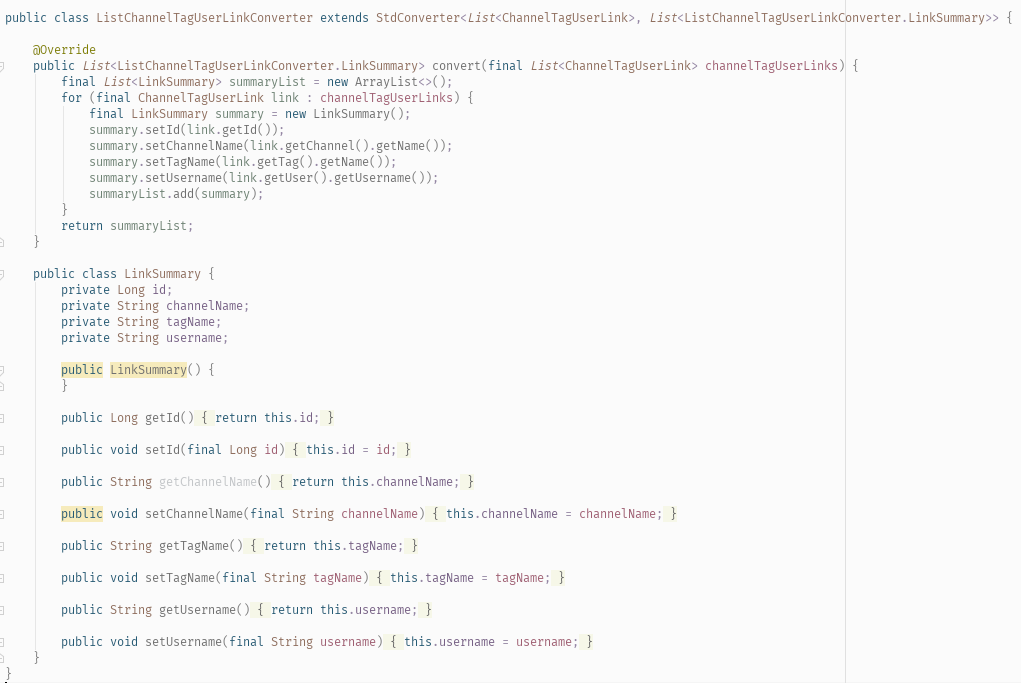 public class ListChannelTagUserLinkConverter extends StdConverter<List<ChannelTagUserLink>, List<ListChannelTagUserLinkConverter.LinkSummary>> {
@Override
public List<ListChannelTagUserLinkConverter.LinkSummary> convert(final List<ChannelTagUserLink> channelTagUserLinks) {
final List<LinkSummary> summaryList = new ArrayList<>();
for (final ChannelTagUserLink link : channelTagUserLinks) {
final LinkSummary summary = new LinkSummary();
summary.setId(link.getId());
summary.setChannelName(link.getChannel().getName());
summary.setTagName(link.getTag().getName());
summary.setUsername(link.getUser().getUsername());
summaryList.add(summary);
}
return summaryList;
}
public class LinkSummary {
private Long id;
private String channelName;
private String tagName;
private String username;
public LinkSummary() {
}
public Long getId() { return this.id; }
public void setId(final Long id) { this.id = id; }
public String getChannelName() { return this.channelName; }
public void setChannelName(final String channelName) { this.channelName = channelName; }
public String getTagName() { return this.tagName; }
public void setTagName(final String tagName) { this.tagName = tagName; }
public String getUsername() { return this.username; }
public void setUsername(final String username) { this.username = username; }
}
}